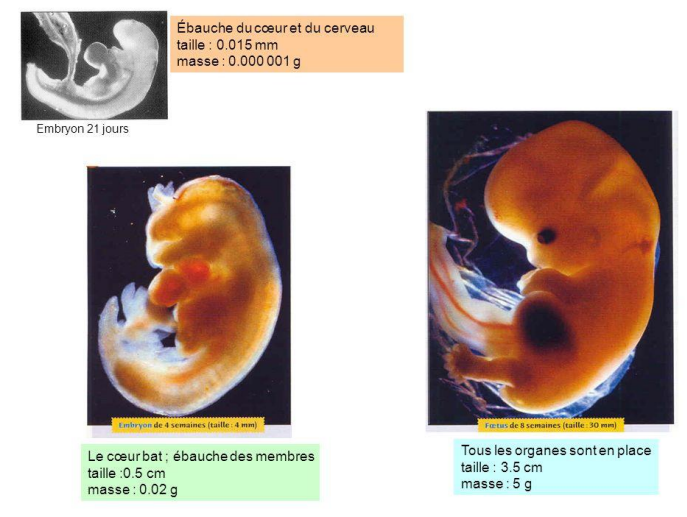 Ébauche du cœur et du cerveau
taille : 0.015 mm
masse : 0.000 001 g
Embryon 21 jours
Embryon de 4 semaines (taille : 4 mm)
Le cœur bat ; ébauche des membres
taille :0.5 cm
masse : 0.02 g
Fœtus de 8 semaines (taille : 30 mm)
Tous les organes sont en place
taille : 3.5 cm
masse : 5 g